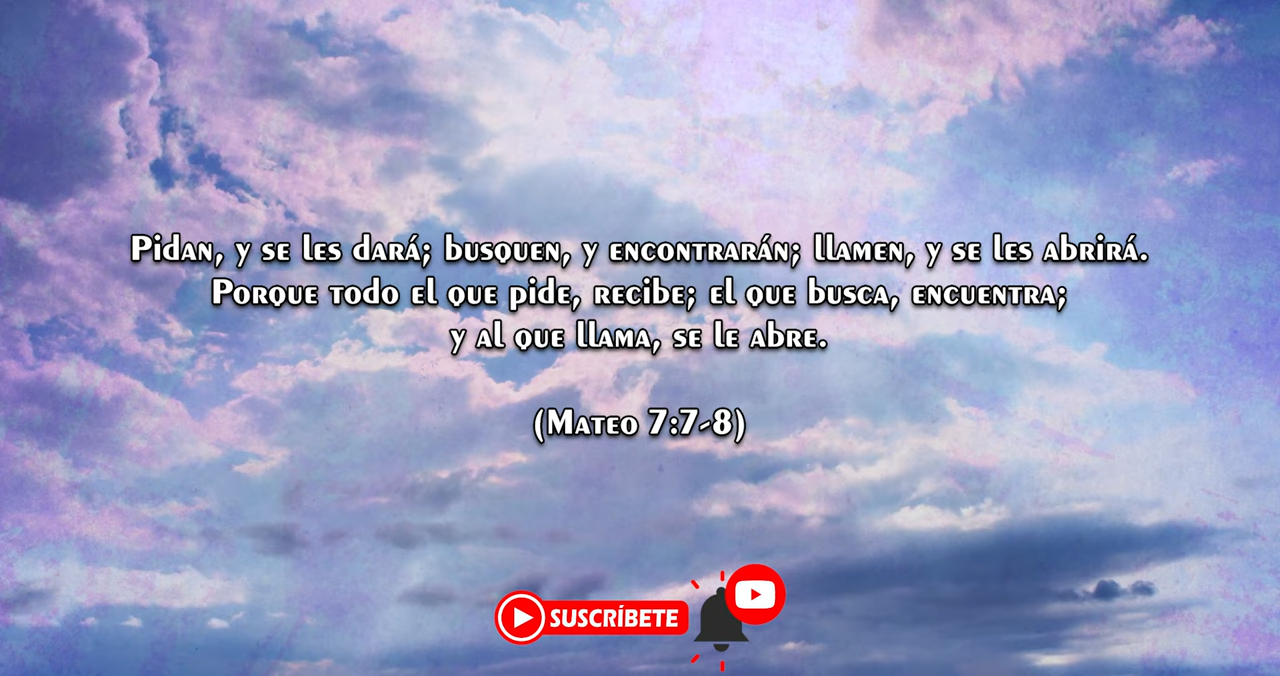 Pidan, y se les dará; busquen, y encontrarán; llamen, y se les abrirá.
Porque todo el que pide, recibe; el que busca, encuentra;
y al que llama, se le abre.
(Mateo 7:7-8)
SUSCRÍBETE